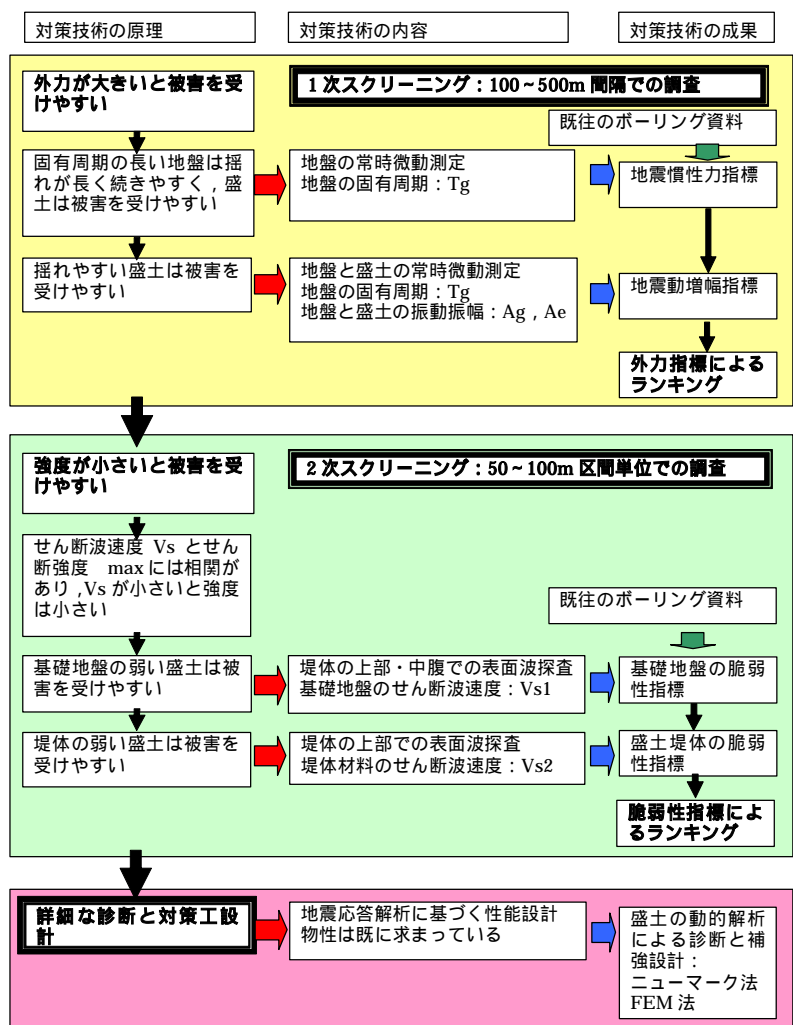 対策技術の原理
対策技術の内容
対策技術の成果
外力が大きいと被害を受
けやすい
1次スクリーニング：100～500m 間隔での調査
既往のボーリング資料
固有周期の長い地盤は揺
れが長く続きやすく，盛
土は被害を受けやすい
地盤の常時微動測定
地盤の固有周期：Tg
地震慣性力指標
揺れやすい盛土は被害を
受けやすい
地盤と盛土の常時微動測定
地盤の固有周期：Tg
地盤と盛土の振動振幅：Ag，Ae
地震動増幅指標
外力指標による
ランキング
強度が小さいと被害を受
けやすい
2次スクリーニング：50～100m 区間単位での調査
せん断波速度 Vs とせん
断強度　max には相関が
あり，Vs が小さいと強度
は小さい
既往のボーリング資料
基礎地盤の弱い盛土は被
害を受けやすい
堤体の上部・中腹での表面波探査
基礎地盤のせん断波速度：Vs1
基礎地盤の脆弱
性指標
堤体の弱い盛土は被害を
受けやすい
堤体の上部での表面波探査
堤体材料のせん断波速度：Vs2
盛土堤体の脆弱
性指標
脆弱性指標によ
るランキング
詳細な診断と対策工設
計
地震応答解析に基づく性能設計
物性は既に求まっている
盛土の動的解析
による診断と補
強設計：
ニューマーク法
FEM 法